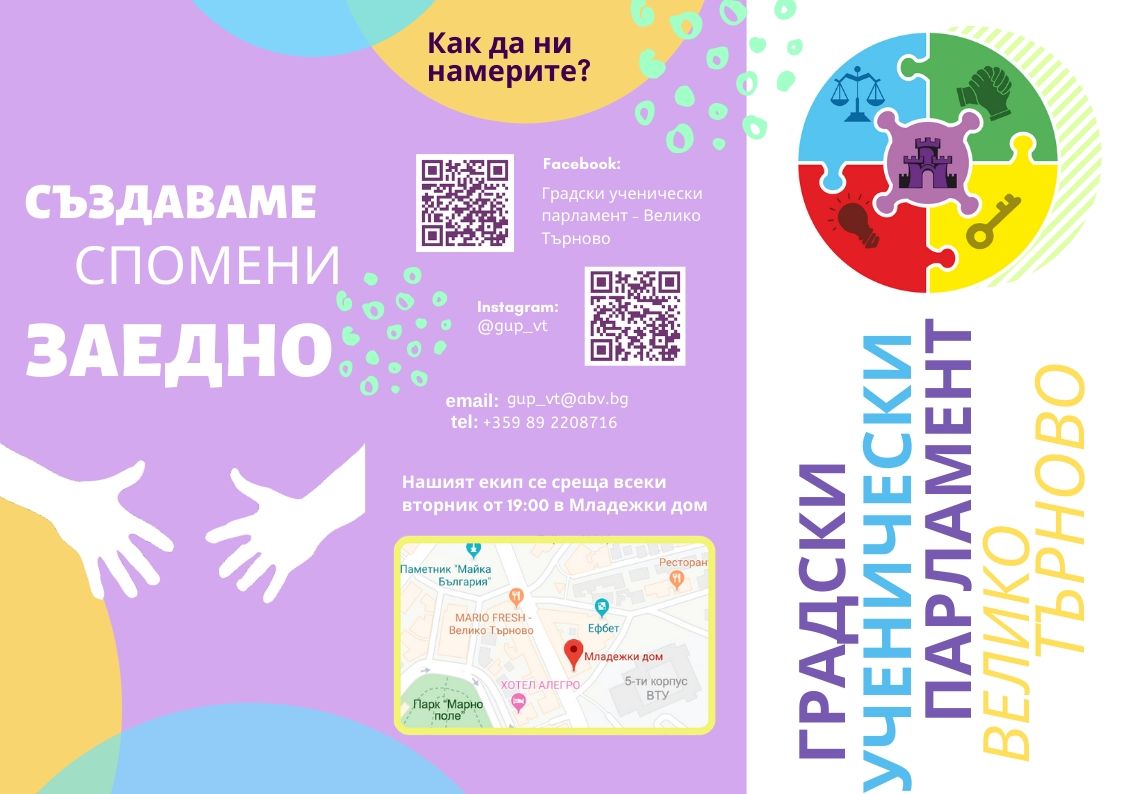 СЪЗДАВАМЕ
СПОМЕНИ
ЗАЕДНО
Как да ни
намерите?
Facebook:
Градски ученически
парламент - Велико
Търново
Instagram:
@gup_vt
email: gup_vt@abv.bg
tel: +359 89 2208716
Нашият екип се среща всеки
вторник от 19:00 в Младежки дом
Паметник "Майка
България"
Ресторан
MARIO FRESH -
Велико Търново
Ефбет
Младежки дом
ХОТЕЛ АЛЕГРО
5-ти корпус
ВТУ
Парк "Марно
поле"
ГРАДСКИ
УЧЕНИЧЕСКИ
ПАРЛАМЕНТ
ВЕЛИКО
ТЪРНОВО